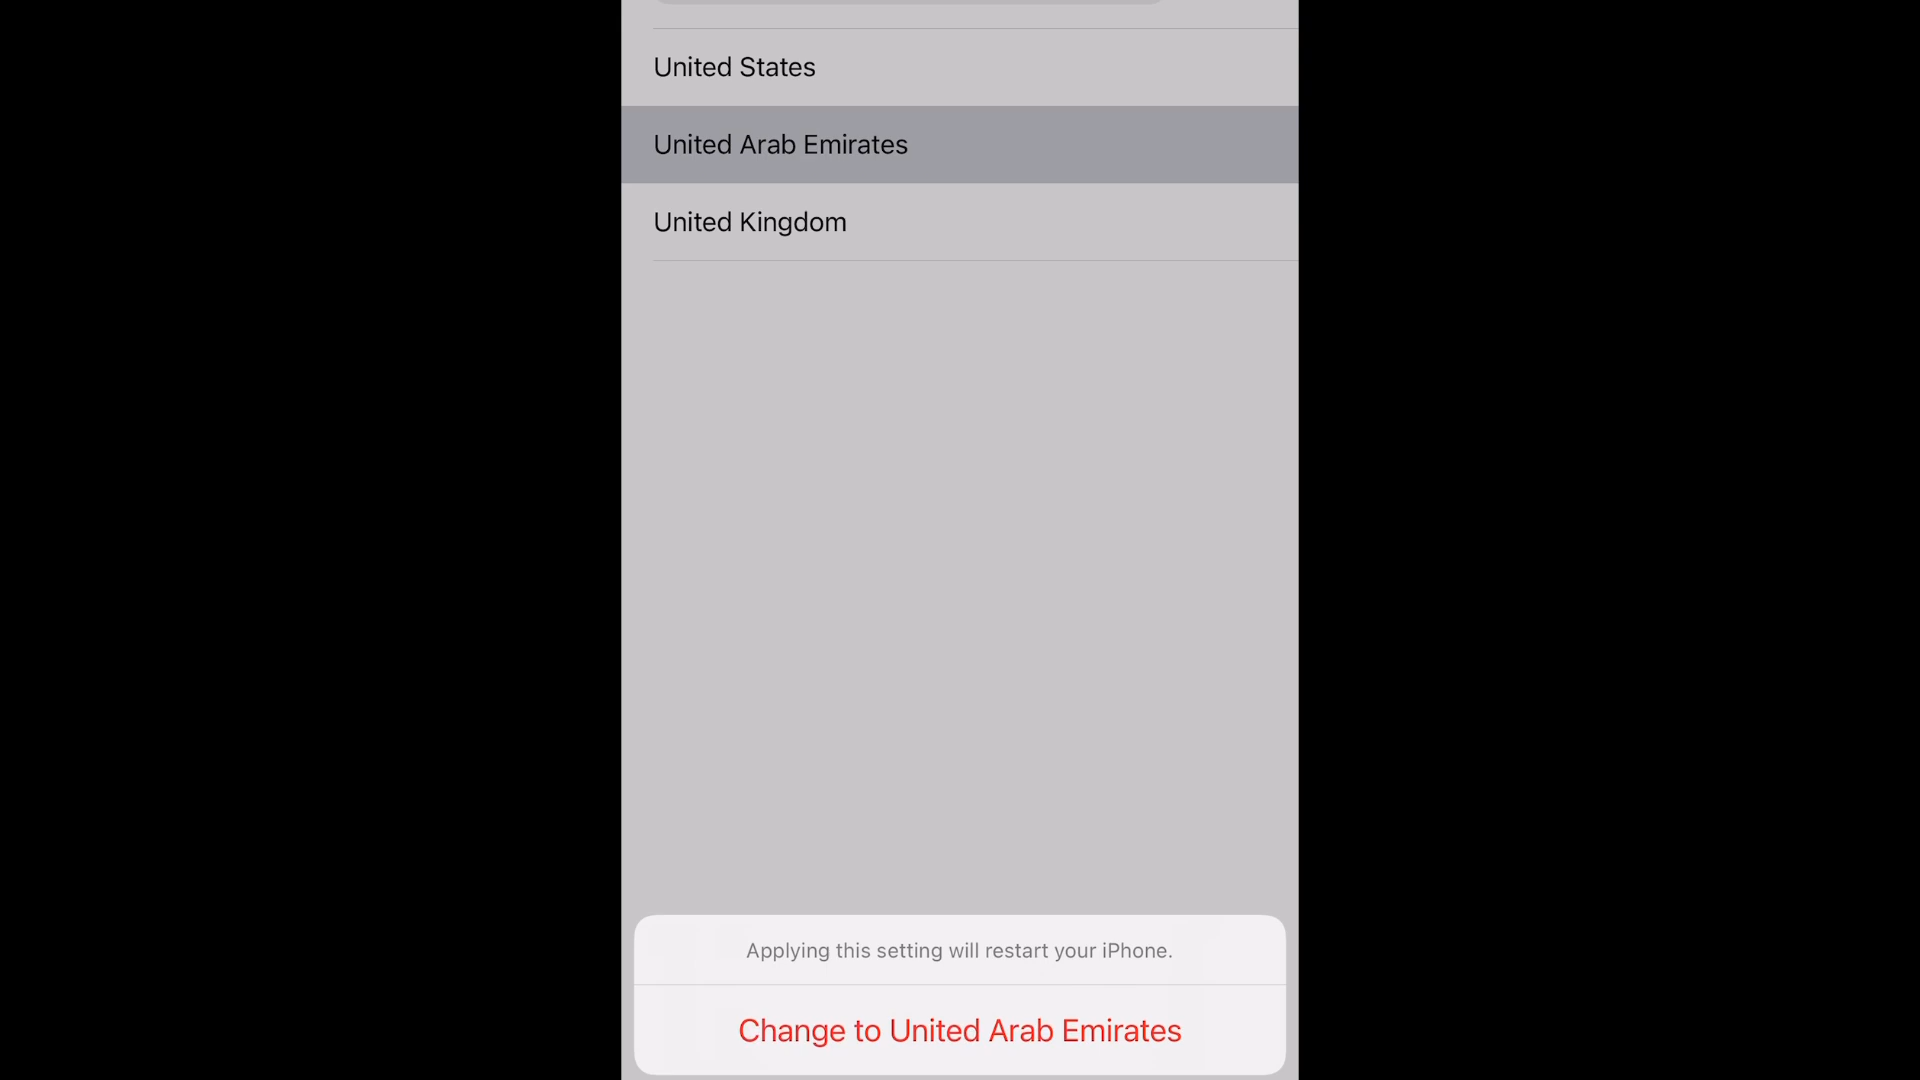 United States
United Arab Emirates
United Kingdom
Applying this setting will restart your iPhone.
Change to United Arab Emirates